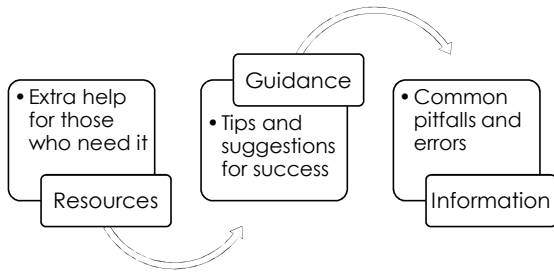 • Extra help
for those
who need it
Resources
Guidance
• Tips and
suggestions
for success
• Common
pitfalls and
errors
Information